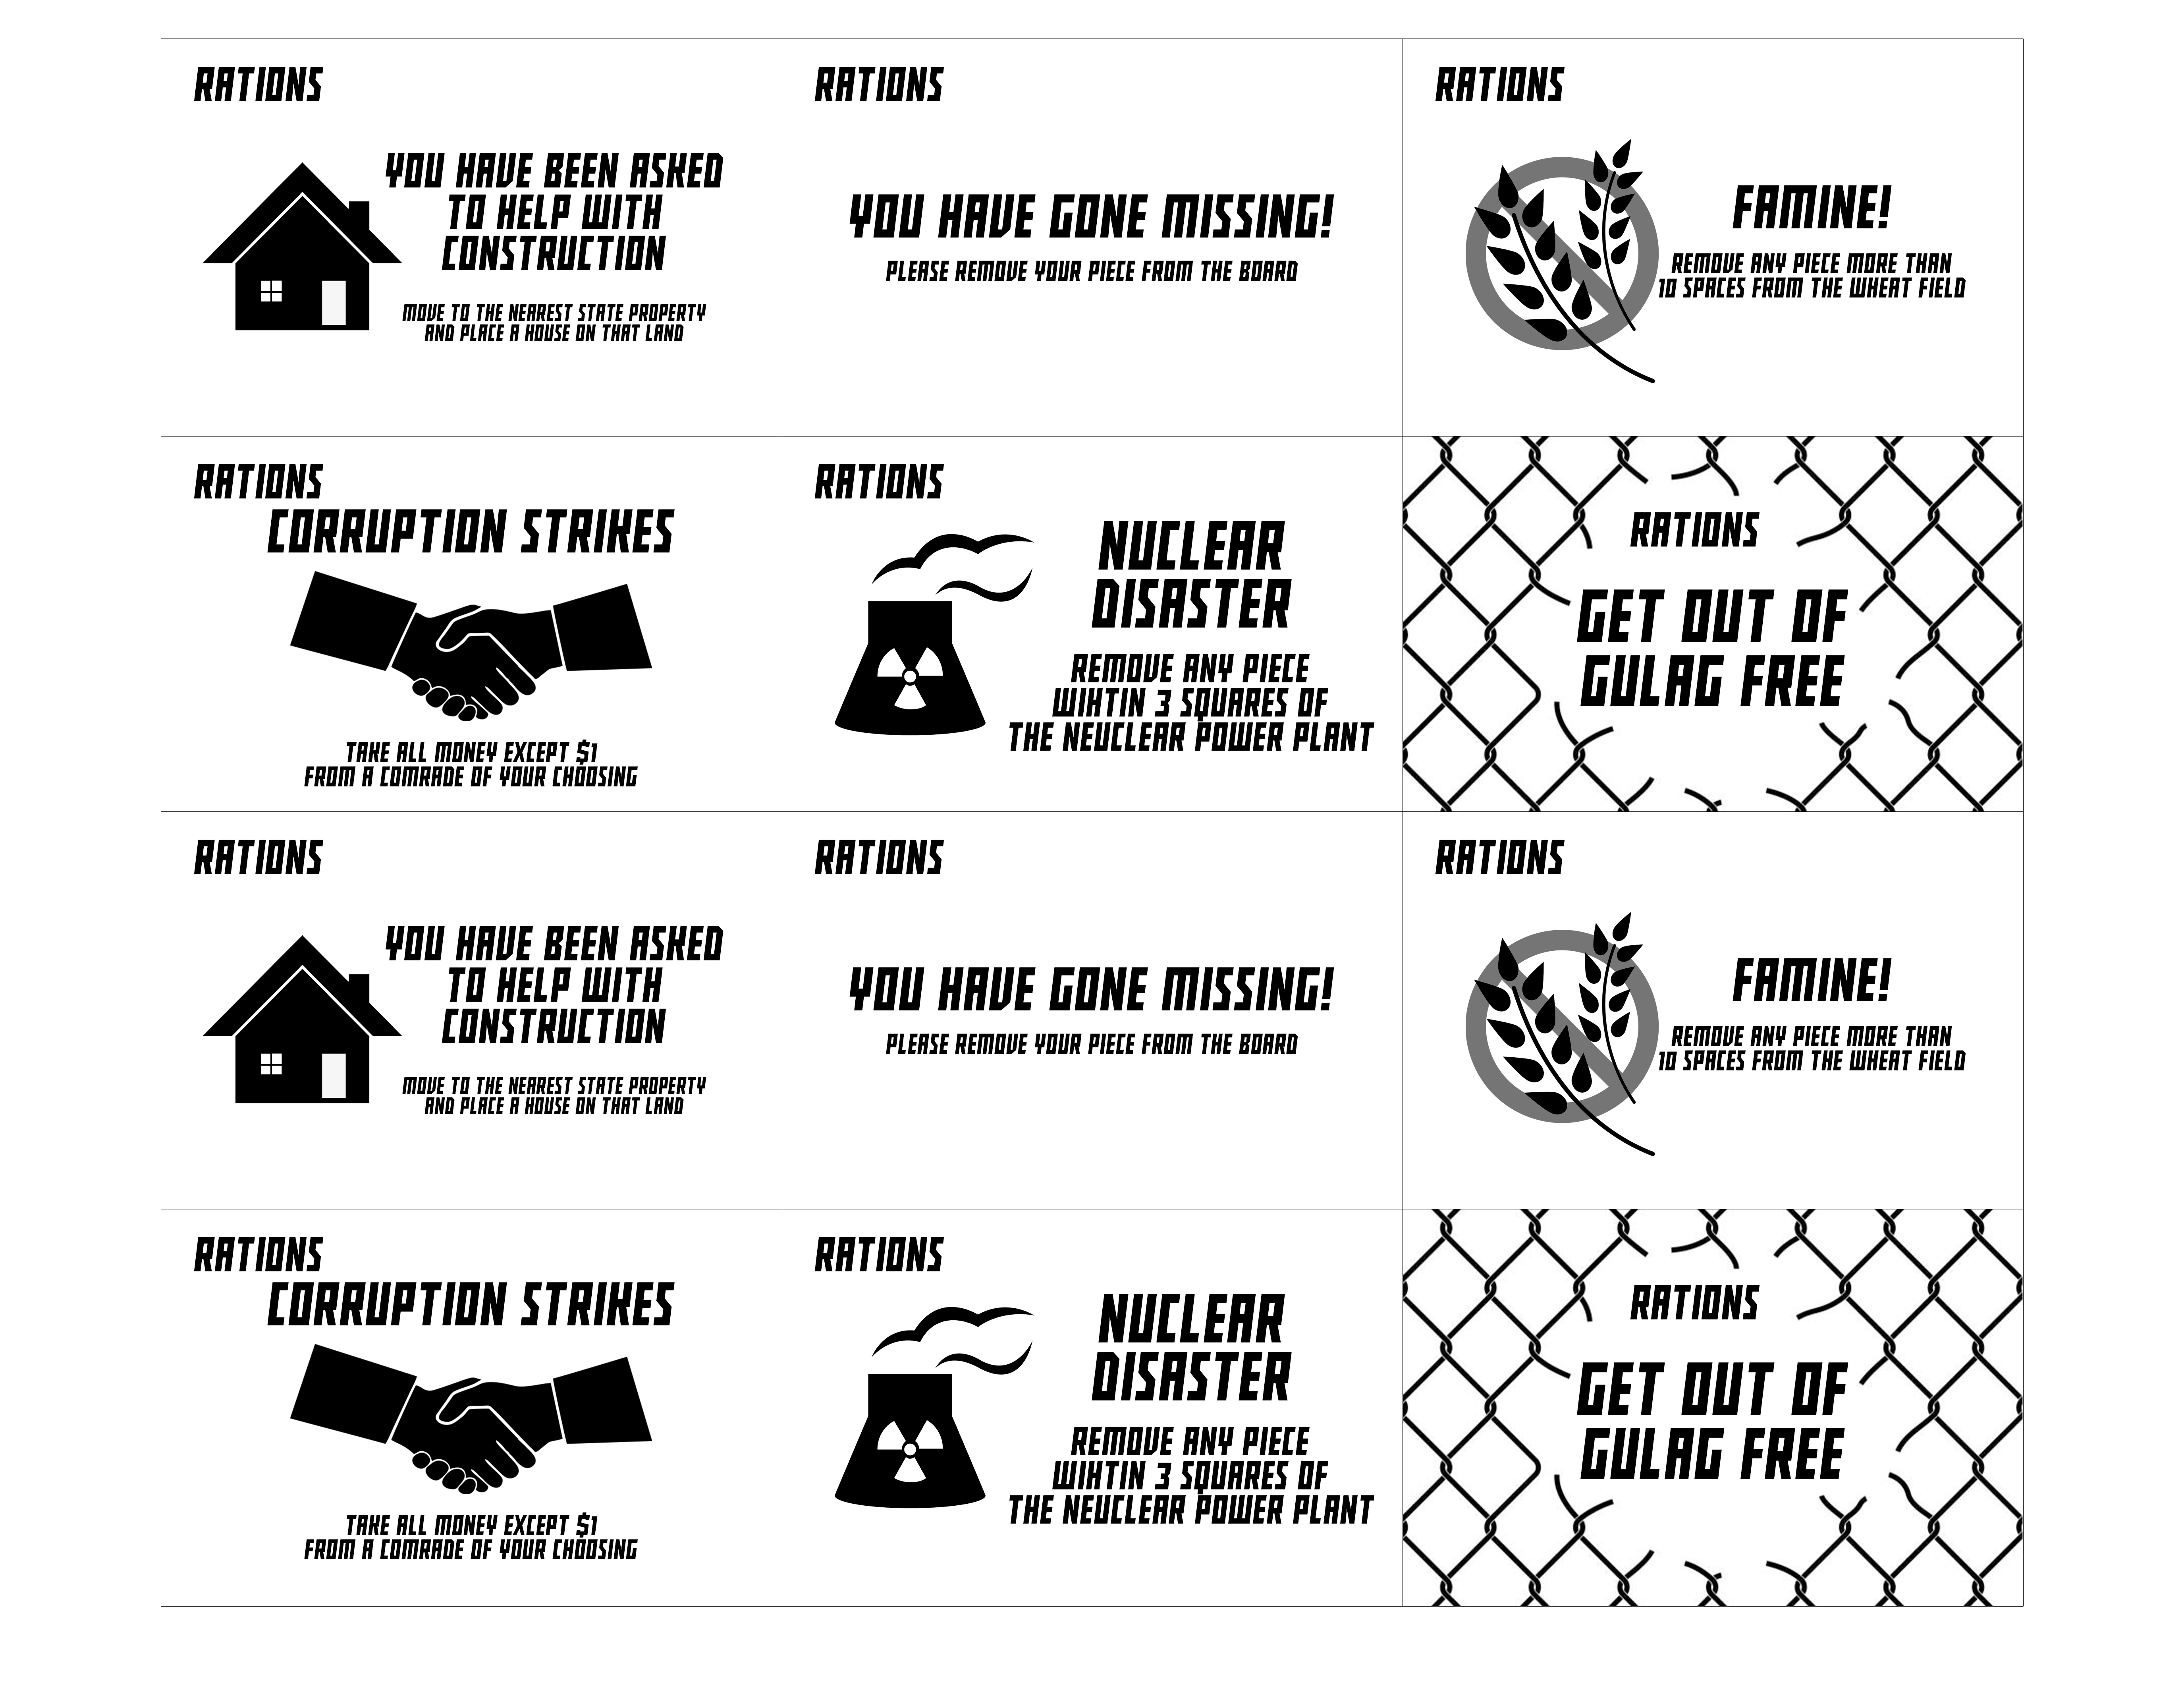 RATIONS
YOU HAVE BEEN ASKED
TO HELP WITH
CONSTRUCTION
MOVE TO THE NEAREST STATE PROPERTY
AND PLACE A HOUSE ON THAT LAND
RATIONS
YOU HAVE GONE MISSING!
PLEASE REMOVE YOUR PIECE FROM THE BOARD
RATIONS
FAMINE!
REMOVE ANY PIECE MORE THAN
10 SPACES FROM THE WHEAT FIELD
RATIONS
CORRUPTION STRIKES
TAKE ALL MONEY EXCEPT $1
FROM A COMRADE OF YOUR CHOOSING
RATIONS
NUCLEAR
DISASTER
REMOVE ANY PIECE
WIHTIN 3 SQUARES OF
THE NEUCLEAR POWER PLANT
RATIONS
GET OUT OF
GULAG FREE
RATIONS
YOU HAVE BEEN ASKED
TO HELP WITH
CONSTRUCTION
MOVE TO THE NEAREST STATE PROPERTY
AND PLACE A HOUSE ON THAT LAND
RATIONS
YOU HAVE GONE MISSING!
PLEASE REMOVE YOUR PIECE FROM THE BOARD
RATIONS
FAMINE!
REMOVE ANY PIECE MORE THAN
10 SPACES FROM THE WHEAT FIELD
RATIONS
CORRUPTION STRIKES
TAKE ALL MONEY EXCEPT $1
FROM A COMRADE OF YOUR CHOOSING
RATIONS
NUCLEAR
DISASTER
REMOVE ANY PIECE
WIHTIN 3 SQUARES OF
THE NEUCLEAR POWER PLANT
RATIONS
GET OUT OF
GULAG FREE